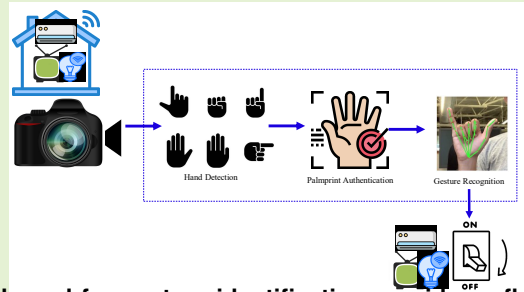 Hand Detection
Palmprint Authentication
Gesture Recognition
ON
OFF